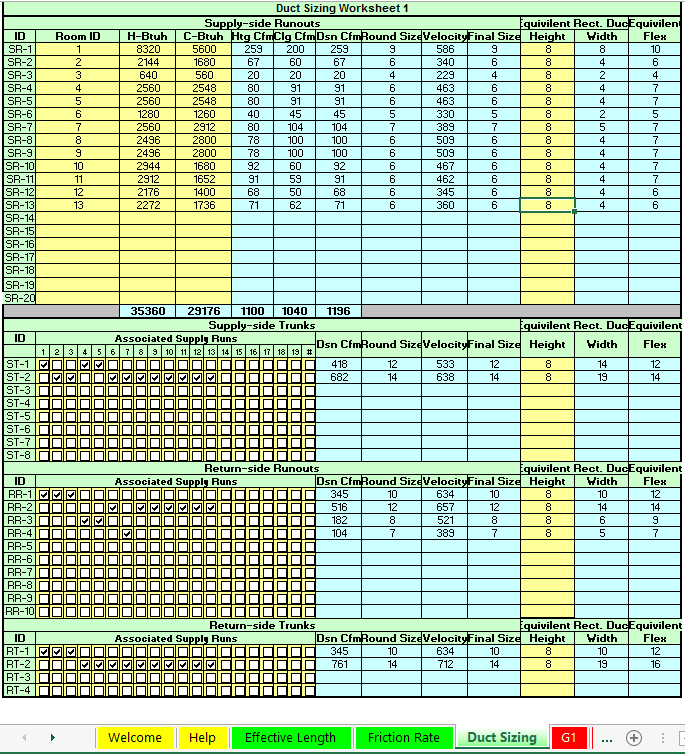 Duct Sizing Worksheet 1
Supply-side Runouts Equivilent Rect. Duc Equivilent
ID Room ID H-Btuh C-Btuh Htg Cfm Clg Cfm Dsn Cfm Round Size Velocity Final Size Height Width Flex
SR-1 1 8320 5600 259 200 259 9 586 9 8 8 10
SR-2 2 2144 1680 67 60 67 6 340 6 8 4 6
SR-3 3 640 560 20 20 20 4 229 4 8 2 4
SR-4 4 2560 2548 80 91 91 6 463 6 8 4 7
SR-5 5 2560 2548 80 91 91 6 463 6 8 4 7
SR-6 6 1280 1260 40 45 45 5 330 5 8 2 5
SR-7 7 2560 2912 80 104 104 7 389 7 8 5 7
SR-8 8 2496 2800 78 100 100 6 509 6 8 4 7
SR-9 9 2496 2800 78 100 100 6 509 6 8 4 7
SR-10 10 2944 1680 92 60 92 6 467 6 8 4 7
SR-11 11 2912 1652 91 59 91 6 462 6 8 4 7
SR-12 12 2176 1400 68 50 68 6 345 6 8 4 6
SR-13 13 2272 1736 71 62 71 6 360 6 8 4 6
SR-14
SR-15
SR-16
SR-17
SR-18
SR-19
SR-20
35360 29176 1100 1040 1196
Supply-side Trunks Equivilent Rect. Duc Equivilent
ID Associated Supply Runs Dsn Cfm Round Size Velocity Final Size Height Width Flex
1 2 3 4 5 6 7 8 9 10 11 12 13 14 15 16 17 18 19 #
ST-1 418 12 533 12 8 14 12
ST-2 682 14 638 14 8 19 14
ST-3
ST-4
ST-5
ST-6
ST-7
ST-8
Return-side Runouts Equivilent Rect. Duc Equivilent
ID Associated Supply Runs Dsn Cfm Round Size Velocity Final Size Height Width Flex
RR-1 345 10 634 10 8 10 12
RR-2 516 12 657 12 8 14 14
RR-3 182 8 521 8 8 6 9
RR-4 104 7 389 7 8 5 7
RR-5
RR-6
RR-7
RR-8
RR-9
RR-10
Return-side Trunks Equivilent Rect. Duc Equivilent
ID Associated Supply Runs Dsn Cfm Round Size Velocity Final Size Height Width Flex
RT-1 345 10 634 10 8 10 12
RT-2 761 14 712 14 8 19 16
RT-3
RT-4
Welcome Help Effective Length Friction Rate Duct Sizing G1 ...